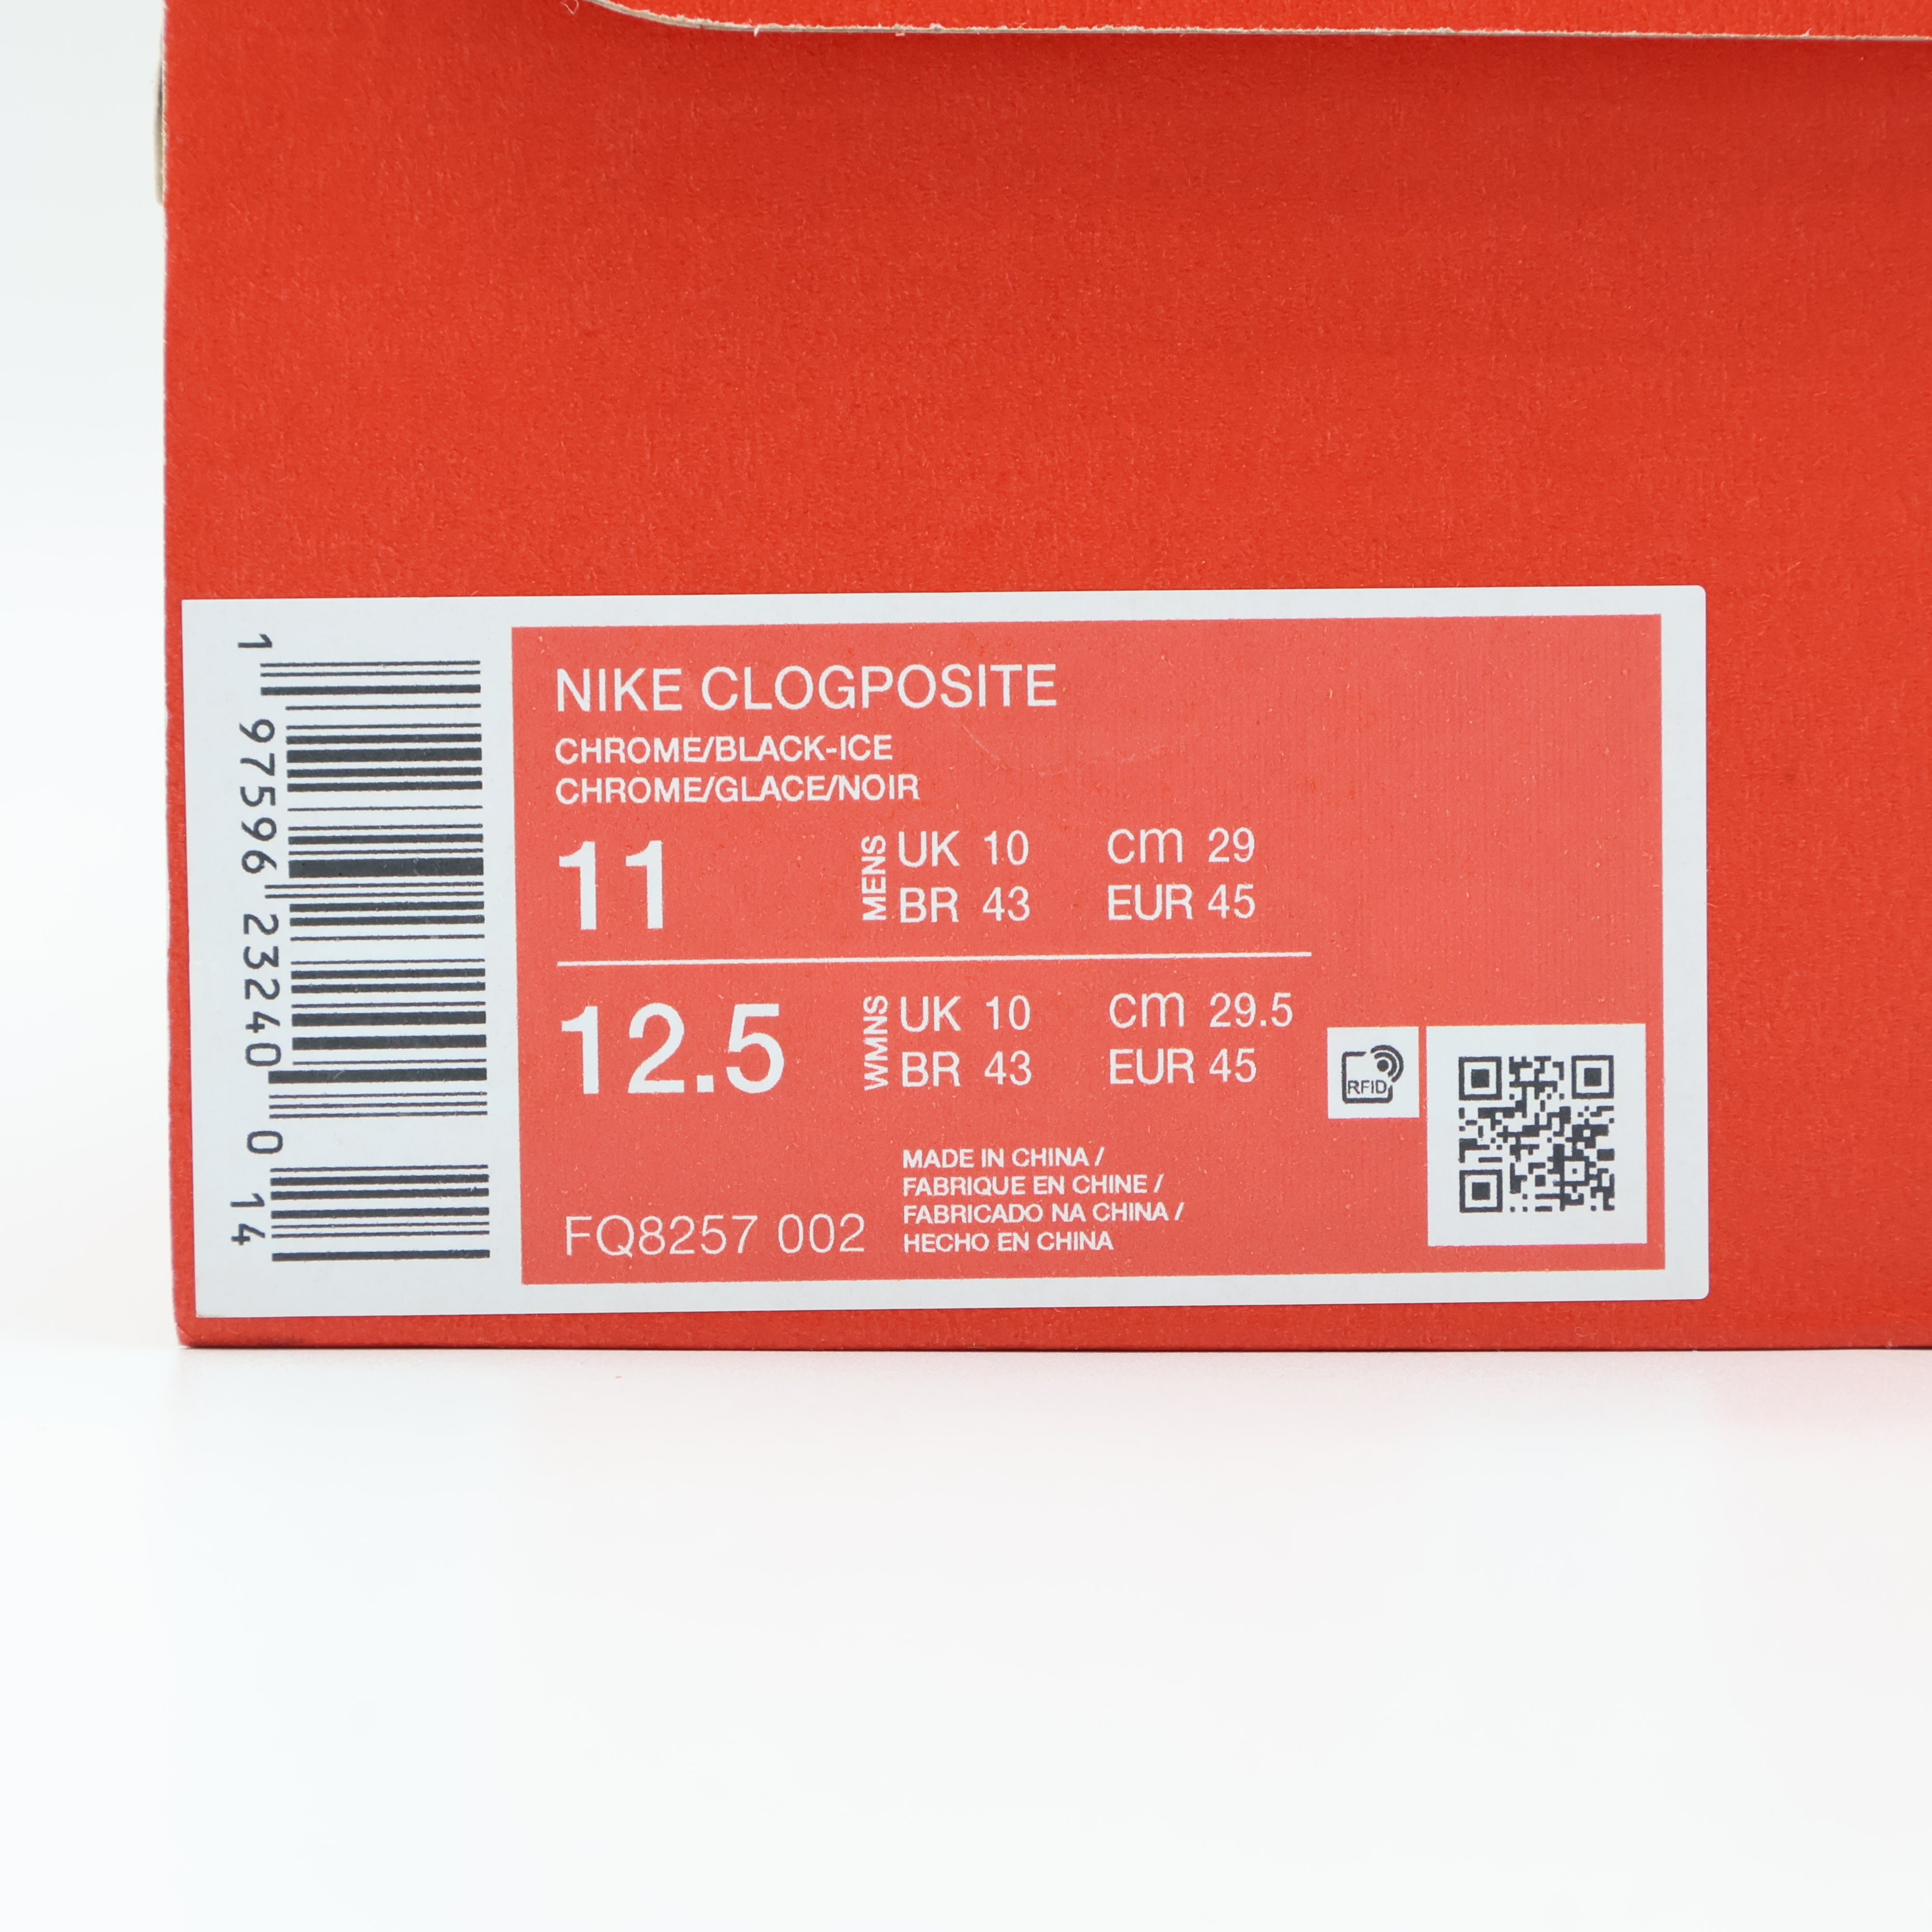 NIKE CLOGPOSITE
CHROME/BLACK-ICE
CHROME/GLACE/NOIR
11
MENS
UK 10 cm 29
BR 43 EUR 45
12.5
WMNS
UK 10 cm 29.5
BR 43 EUR 45
RFID
MADE IN CHINA /
FABRIQUE EN CHINE /
FABRICADO NA CHINA /
HECHO EN CHINA
FQ8257 002
1 97596 23240 0 14